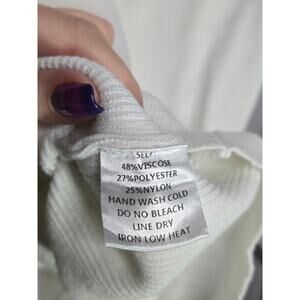 SELF:
48%VISCOSE
27%POLYESTER
25%NYLON
HAND WASH COLD
DO NO BLEACH
LINE DRY
IRON LOW HEAT